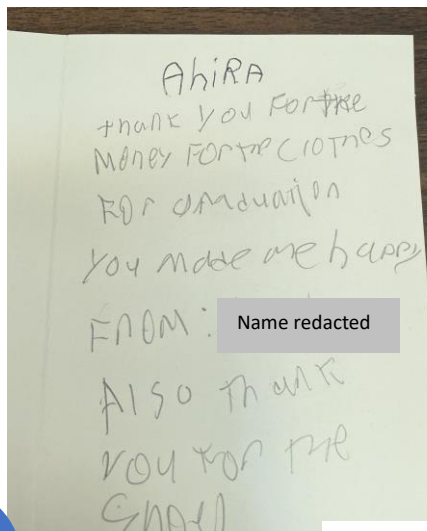 AhiRA
thank you For the
Money For the clothes
For Graduation
You made me happy
FROM: Name redacted
Also thank
you for the